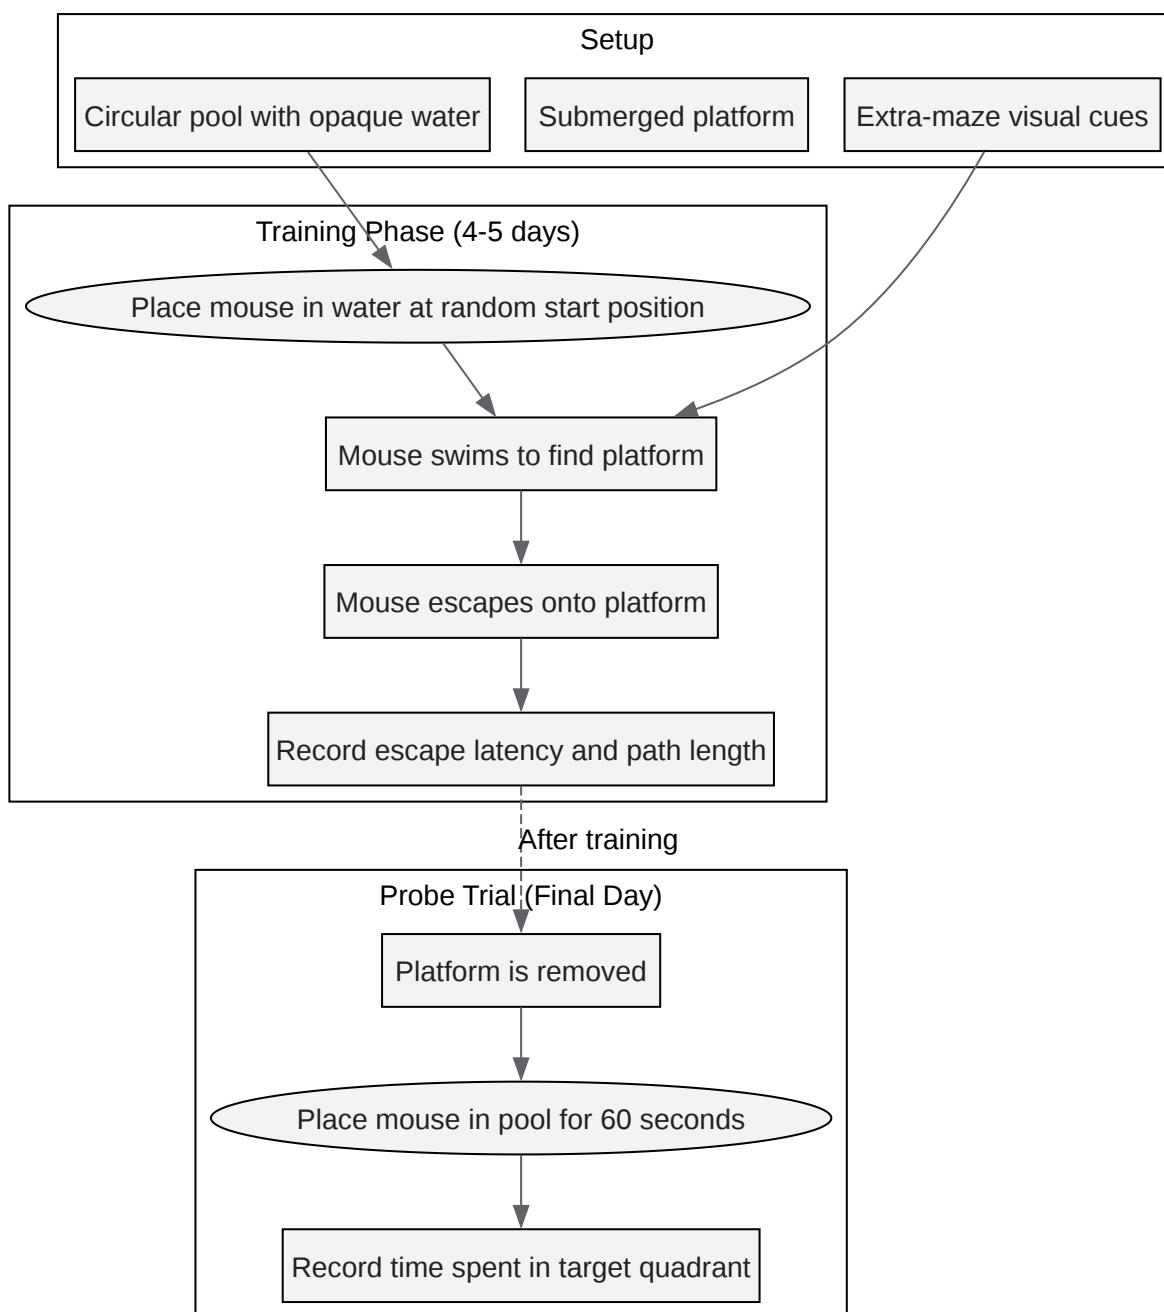 Setup
Circular pool with opaque water
Submerged platform
Extra-maze visual cues
Training Phase (4-5 days)
Place mouse in water at random start position
Mouse swims to find platform
Mouse escapes onto platform
Record escape latency and path length
After training
Probe Trial (Final Day)
Platform is removed
Place mouse in pool for 60 seconds
Record time spent in target quadrant